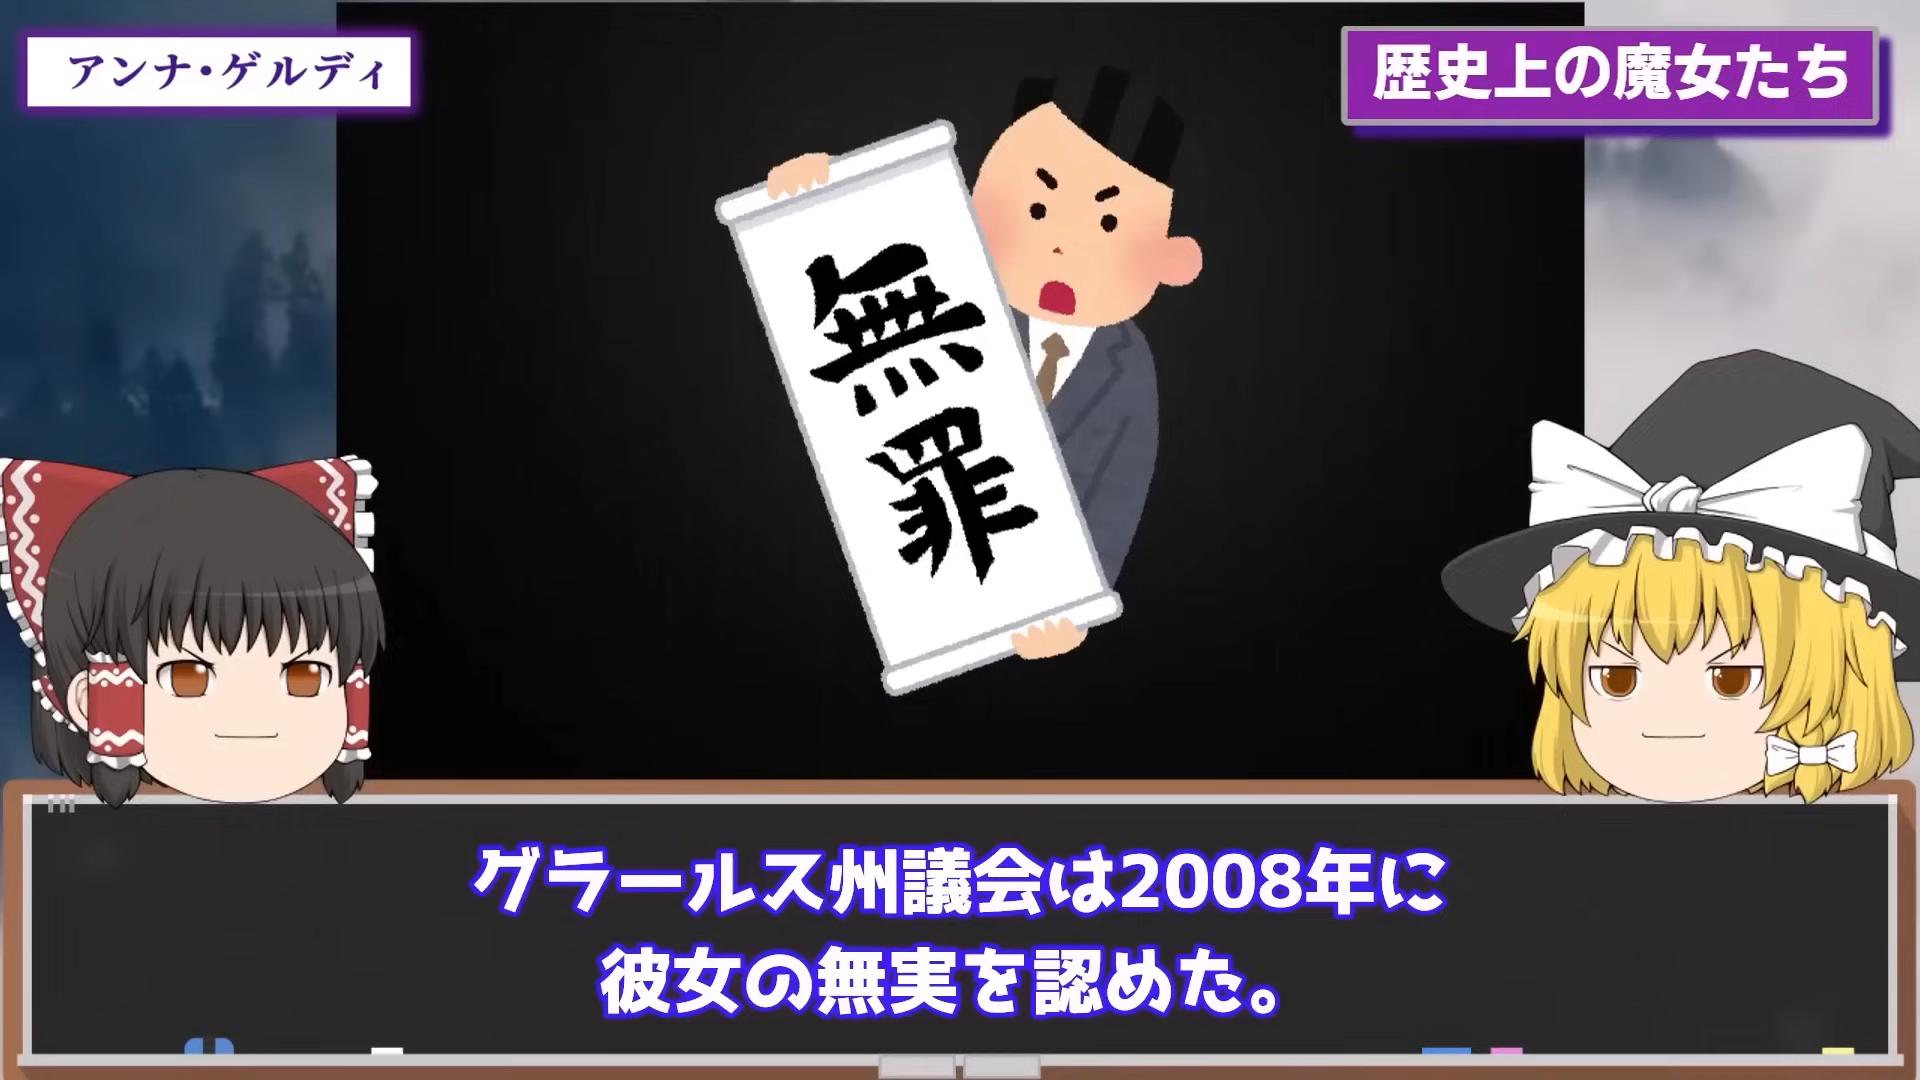 アンナ・ゲルディ
歴史上の魔女たち
無罪
グラールス州議会は2008年に
彼女の無実を認めた。